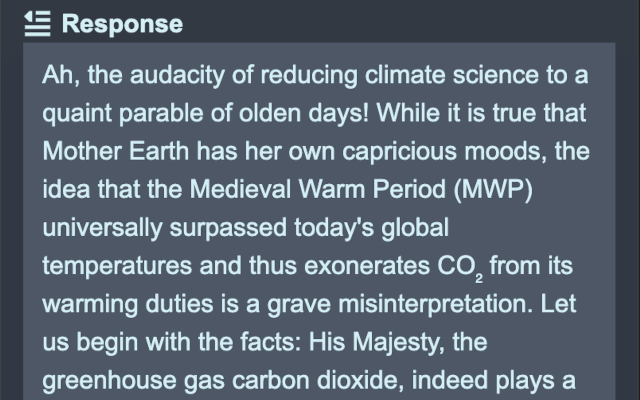 Response
Ah, the audacity of reducing climate science to a
quaint parable of olden days! While it is true that
Mother Earth has her own capricious moods, the
idea that the Medieval Warm Period (MWP)
universally surpassed today's global
temperatures and thus exonerates CO₂ from its
warming duties is a grave misinterpretation. Let
us begin with the facts: His Majesty, the
greenhouse gas carbon dioxide, indeed plays a